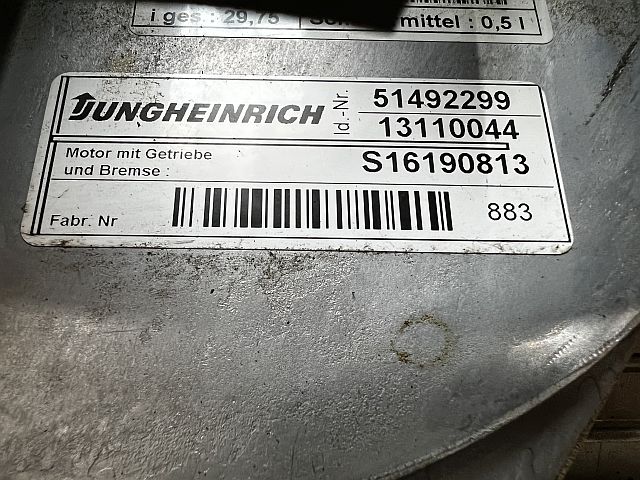 i ges : 29,75
mittel : 0,5 l
JUNGHEINRICH
Id.-Nr.
51492299
13110044
Motor mit Getriebe
und Bremse :
S16190813
Fabr. Nr
883